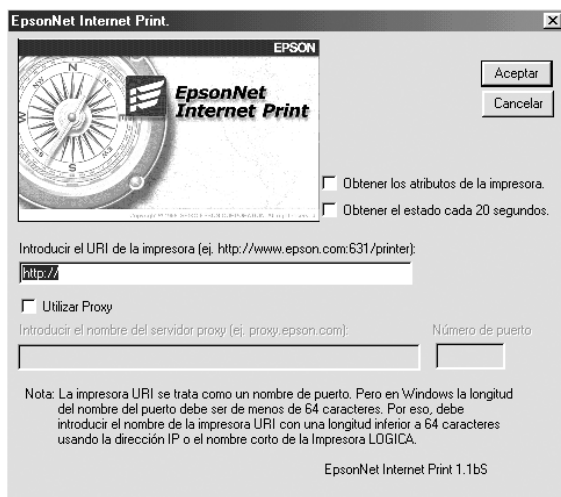 EpsonNet Internet Print.
EPSON
EpsonNet
Internet Print
N
W
E
S
Aceptar
Cancelar
Obtener los atributos de la impresora.
Obtener el estado cada 20 segundos.
Introducir el URI de la impresora (ej. http://www.epson.com:631/printer):
http://
Utilizar Proxy
Introducir el nombre del servidor proxy (ej. proxy.epson.com):
Número de puerto
Nota: La impresora URI se trata como un nombre de puerto. Pero en Windows la longitud
del nombre del puerto debe ser de menos de 64 caracteres. Por eso, debe
introducir el nombre de la impresora URI con una longitud inferior a 64 caracteres
usando la dirección IP o el nombre corto de la Impresora LOGICA.
EpsonNet Internet Print 1.1bS